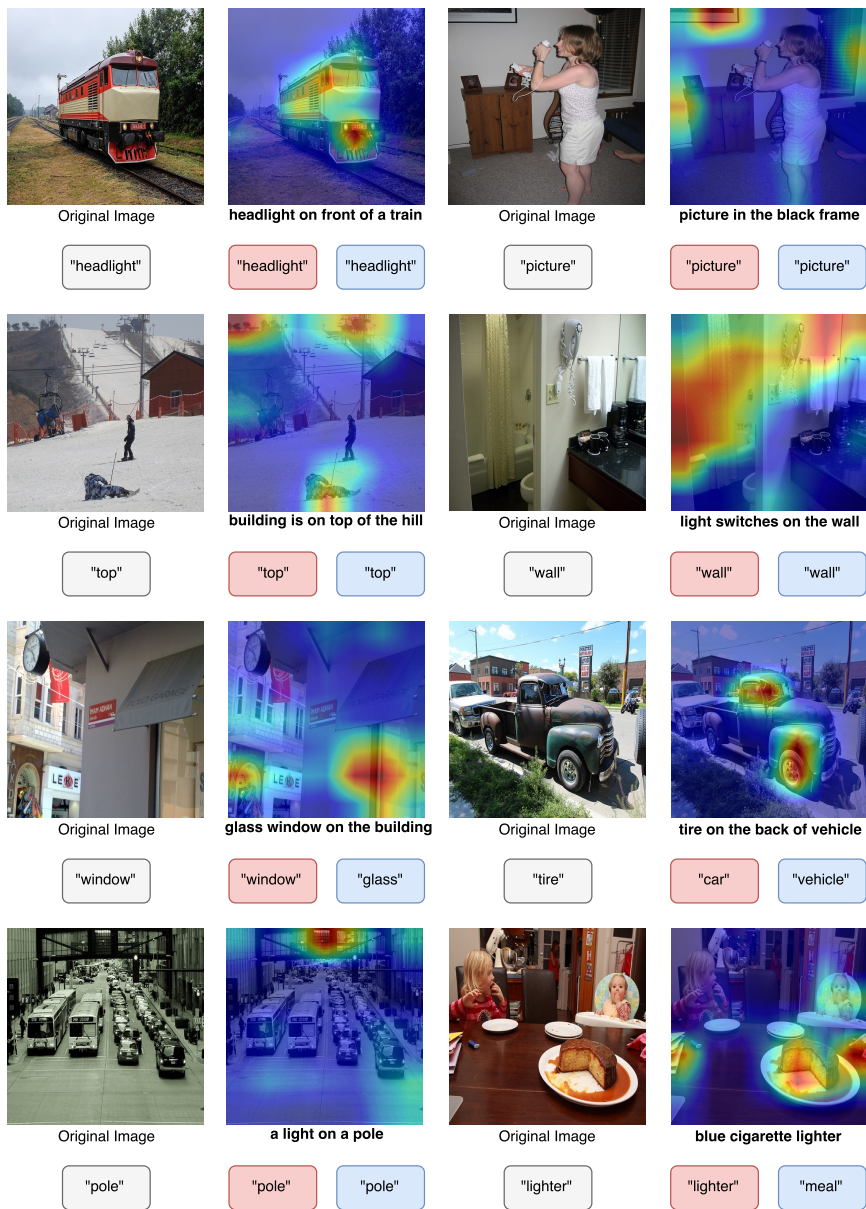 Original Image
headlight on front of a train
Original Image
picture in the black frame
"headlight"
"headlight"
"headlight"
"picture"
"picture"
"picture"
Original Image
building is on top of the hill
Original Image
light switches on the wall
"top"
"top"
"top"
"wall"
"wall"
"wall"
LE
E
LE
E
Original Image
glass window on the building
Original Image
tire on the back of vehicle
"window"
"window"
"glass"
"tire"
"car"
"vehicle"
Original Image
a light on a pole
Original Image
blue cigarette lighter
"pole"
"pole"
"pole"
"lighter"
"lighter"
"meal"